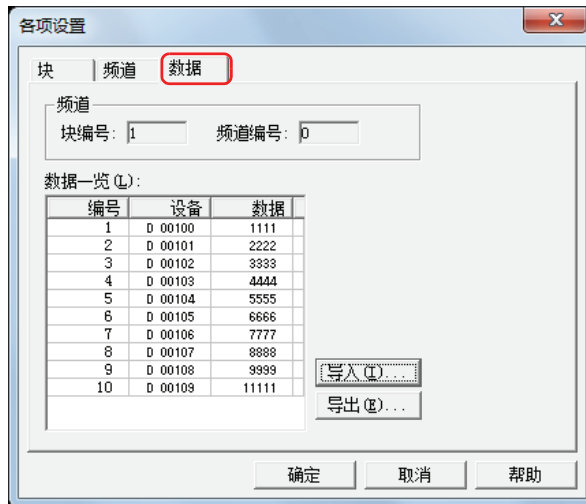 各项设置
块 频道 数据
频道
块编号: 1 频道编号: 0
数据一览(L):
编号 设备 数据
1 D 00100 1111
2 D 00101 2222
3 D 00102 3333
4 D 00103 4444
5 D 00104 5555
6 D 00105 6666
7 D 00106 7777
8 D 00107 8888
9 D 00108 9999
10 D 00109 11111
导入(I)...
导出(E)...
确定 取消 帮助